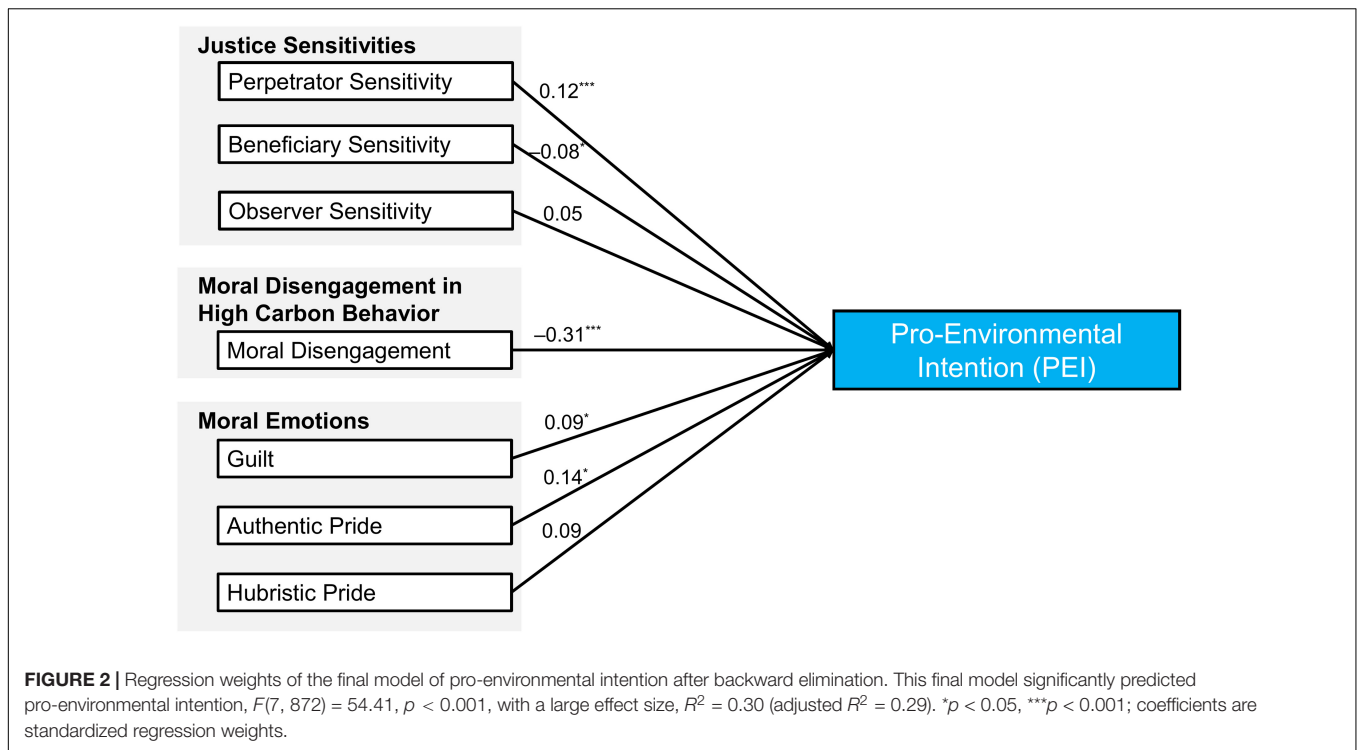 Justice Sensitivities
Perpetrator Sensitivity
0.12***
Beneficiary Sensitivity
–0.08*
Observer Sensitivity
0.05
Moral Disengagement in
High Carbon Behavior
Moral Disengagement
–0.31***
Pro-Environmental
Intention (PEI)
Moral Emotions
Guilt
0.09*
Authentic Pride
0.14*
Hubristic Pride
0.09
FIGURE 2 | Regression weights of the final model of pro-environmental intention after backward elimination. This final model significantly predicted
pro-environmental intention, F(7, 872) = 54.41, p < 0.001, with a large effect size, R² = 0.30 (adjusted R² = 0.29). *p < 0.05, ***p < 0.001; coefficients are
standardized regression weights.